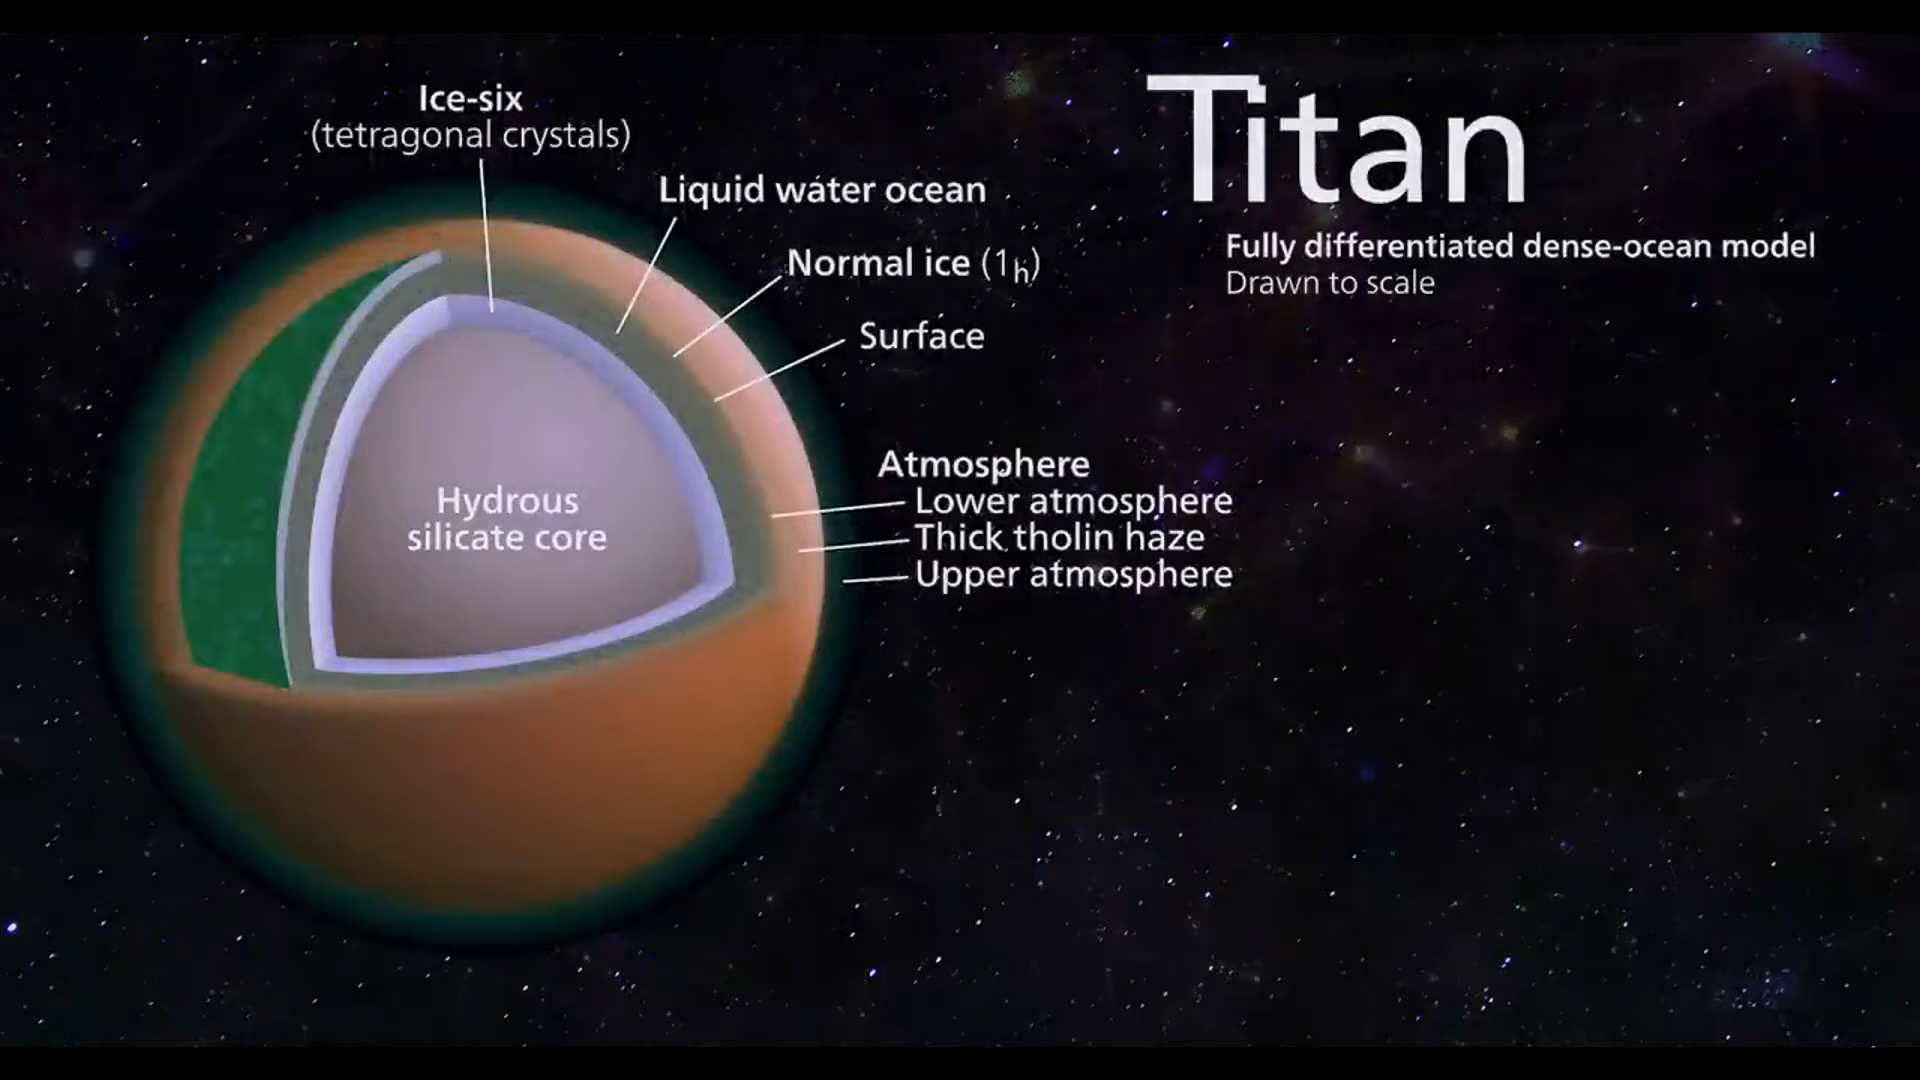 Titan
Fully differentiated dense-ocean model
Drawn to scale
Ice-six
(tetragonal crystals)
Liquid water ocean
Normal ice (1h)
Surface
Atmosphere
Lower atmosphere
Thick tholin haze
Upper atmosphere
Hydrous
silicate core